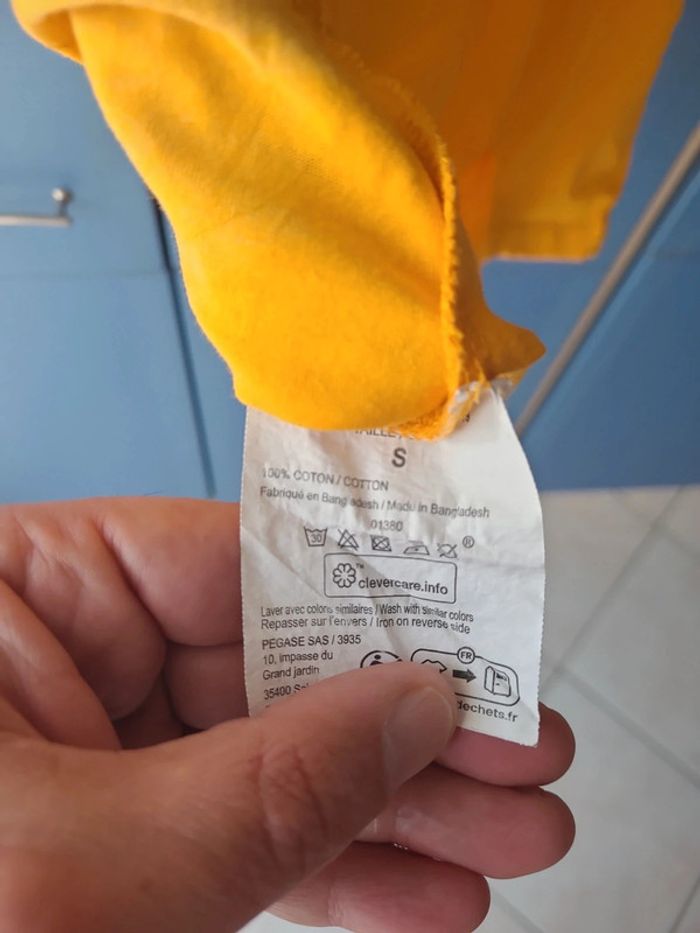 S
100% COTON / COTTON
Fabriqué en Bangladesh / Made in Bangladesh
01380
30
®
™
clevercare.info
Laver avec colors similaires / Wash with similar colors
Repasser sur l'envers / Iron on reverse side
PEGASE SAS / 3935
10, impasse du
FR
Grand jardin
35400
dechets.fr